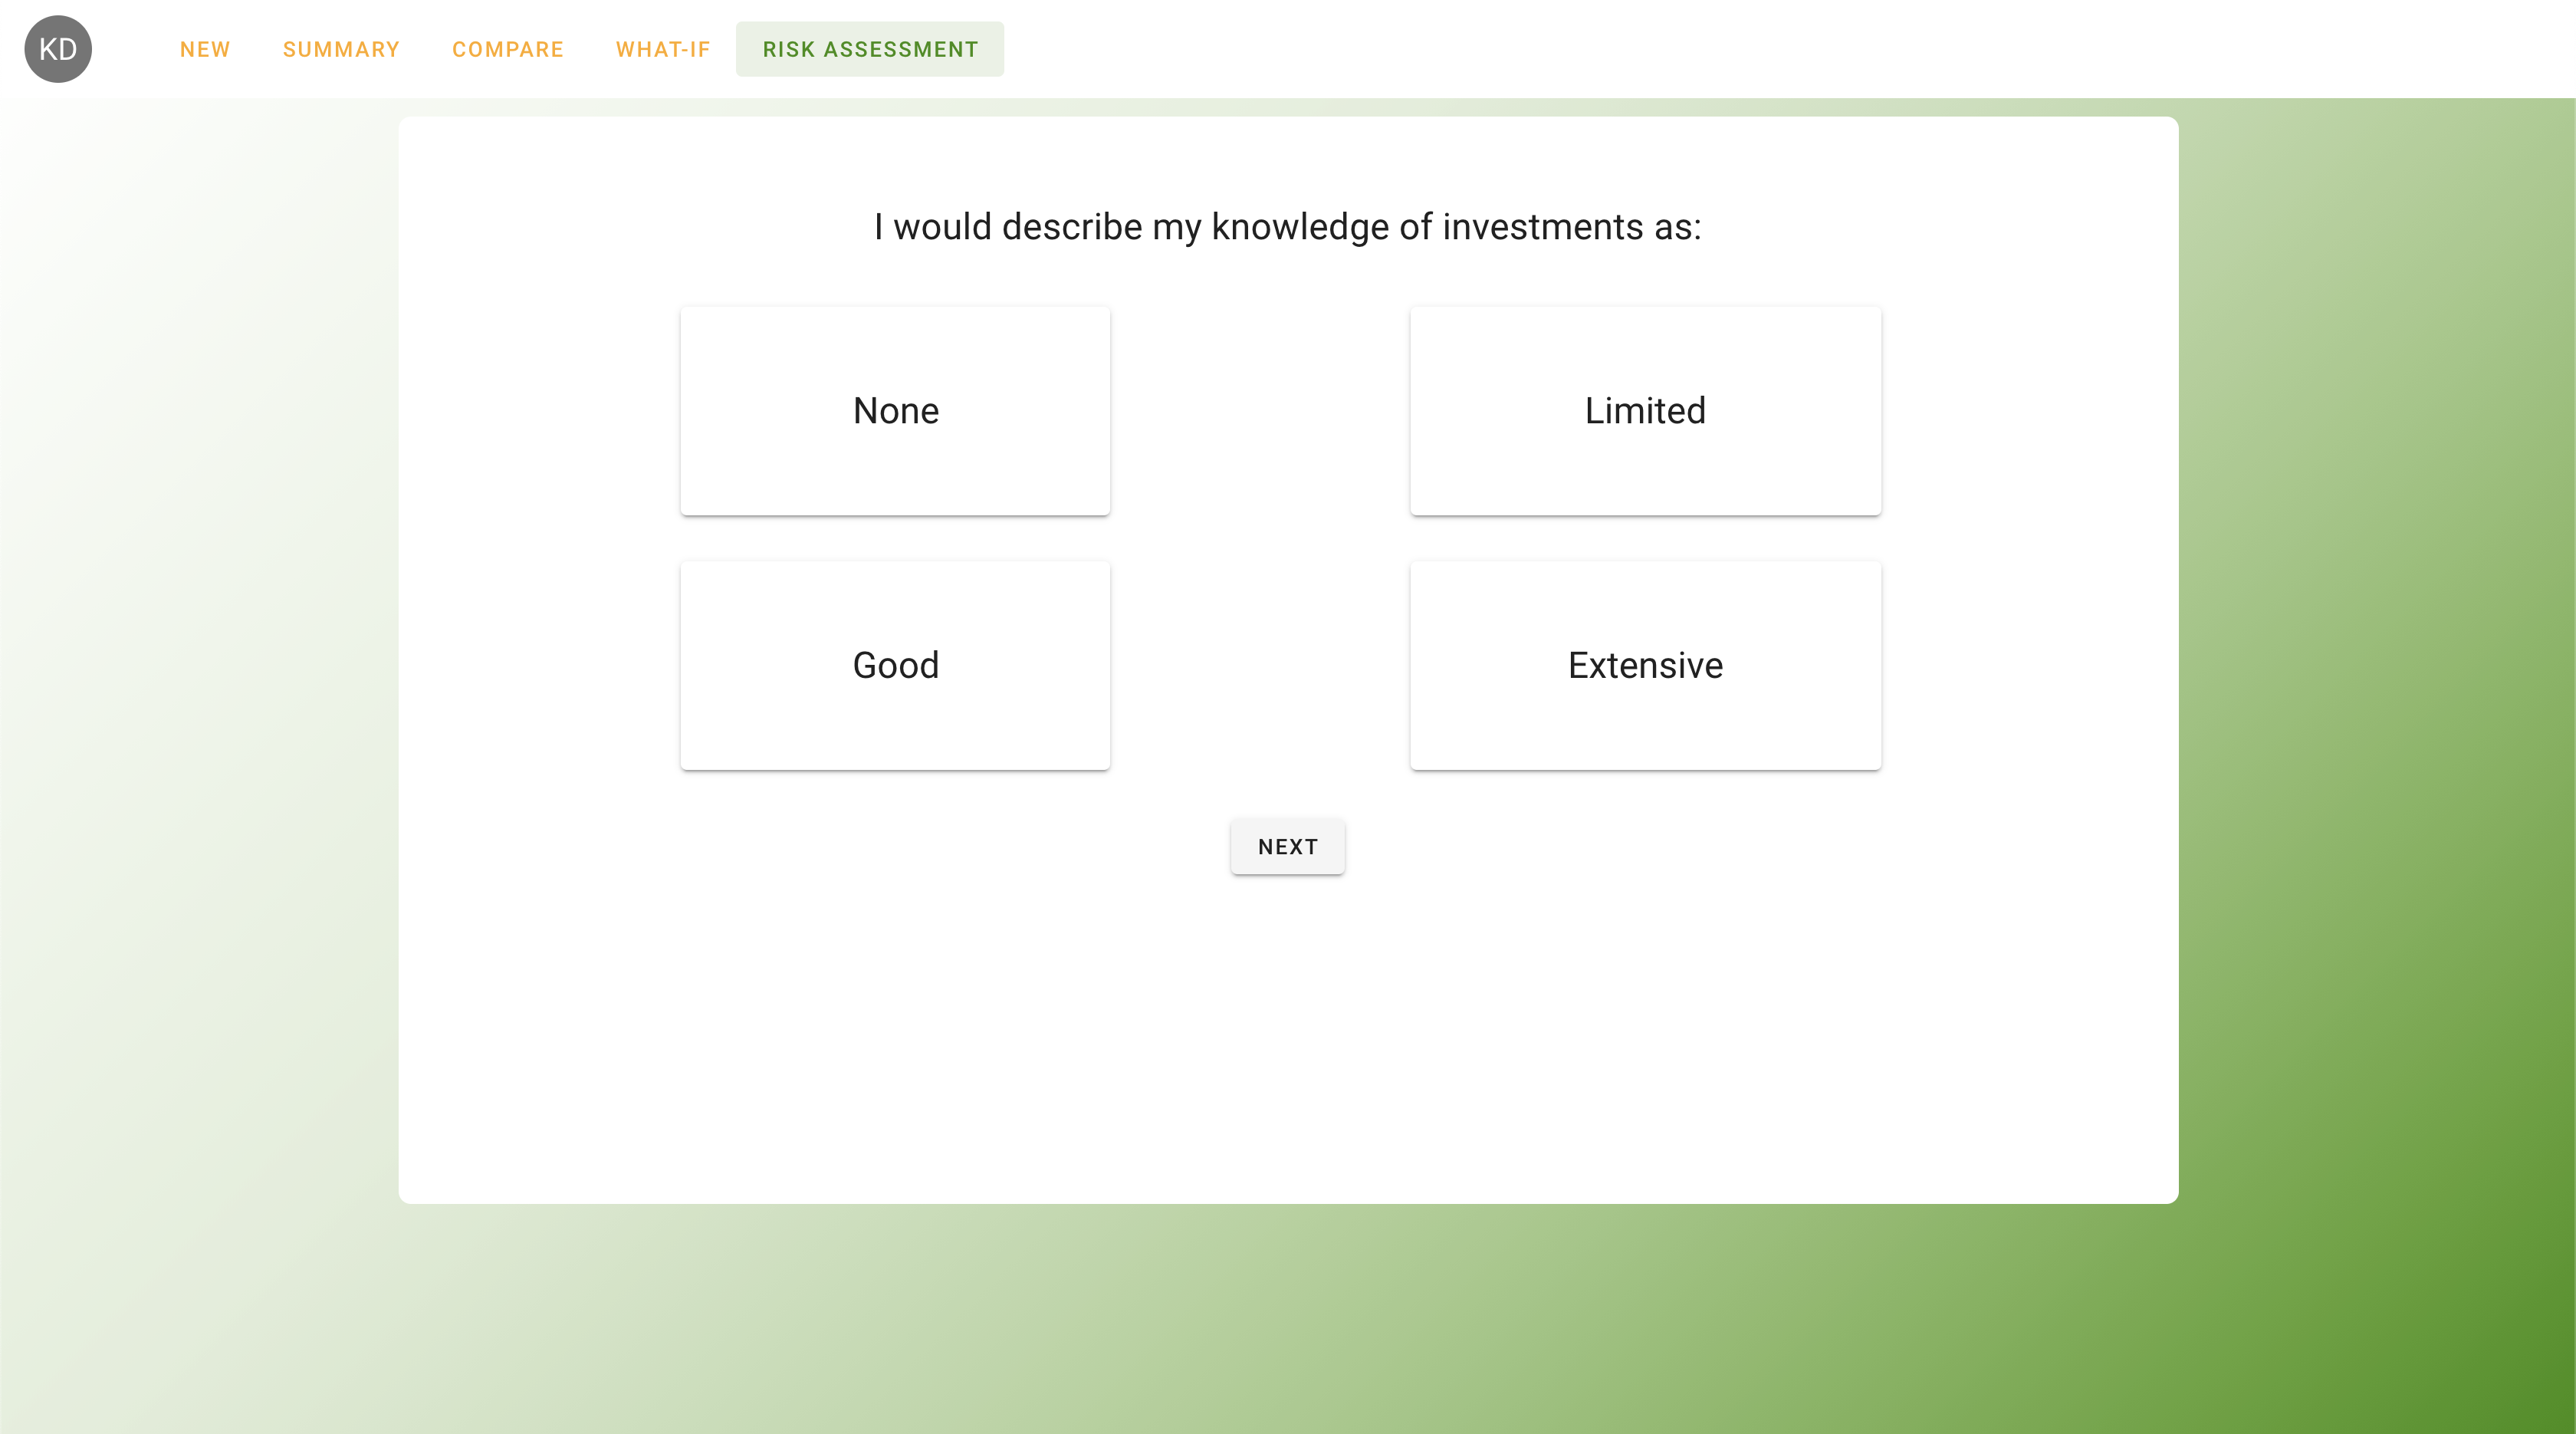 KD
NEW SUMMARY COMPARE WHAT-IF RISK ASSESSMENT
I would describe my knowledge of investments as:
None Limited
Good Extensive
NEXT